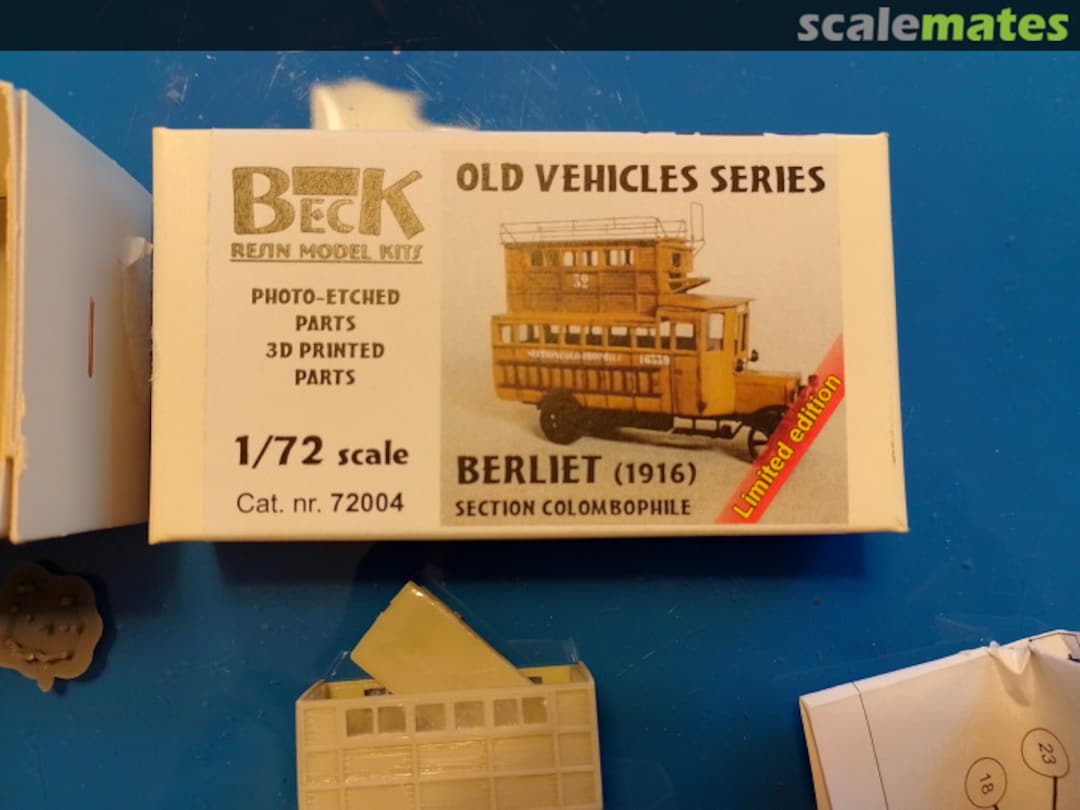 scalemates
BECK
RESIN MODEL KITS
PHOTO-ETCHED
PARTS
3D PRINTED
PARTS
1/72 scale
Cat. nr. 72004
OLD VEHICLES SERIES
Limited edition
BERLIET (1916)
SECTION COLOMBOPHILE
18
23